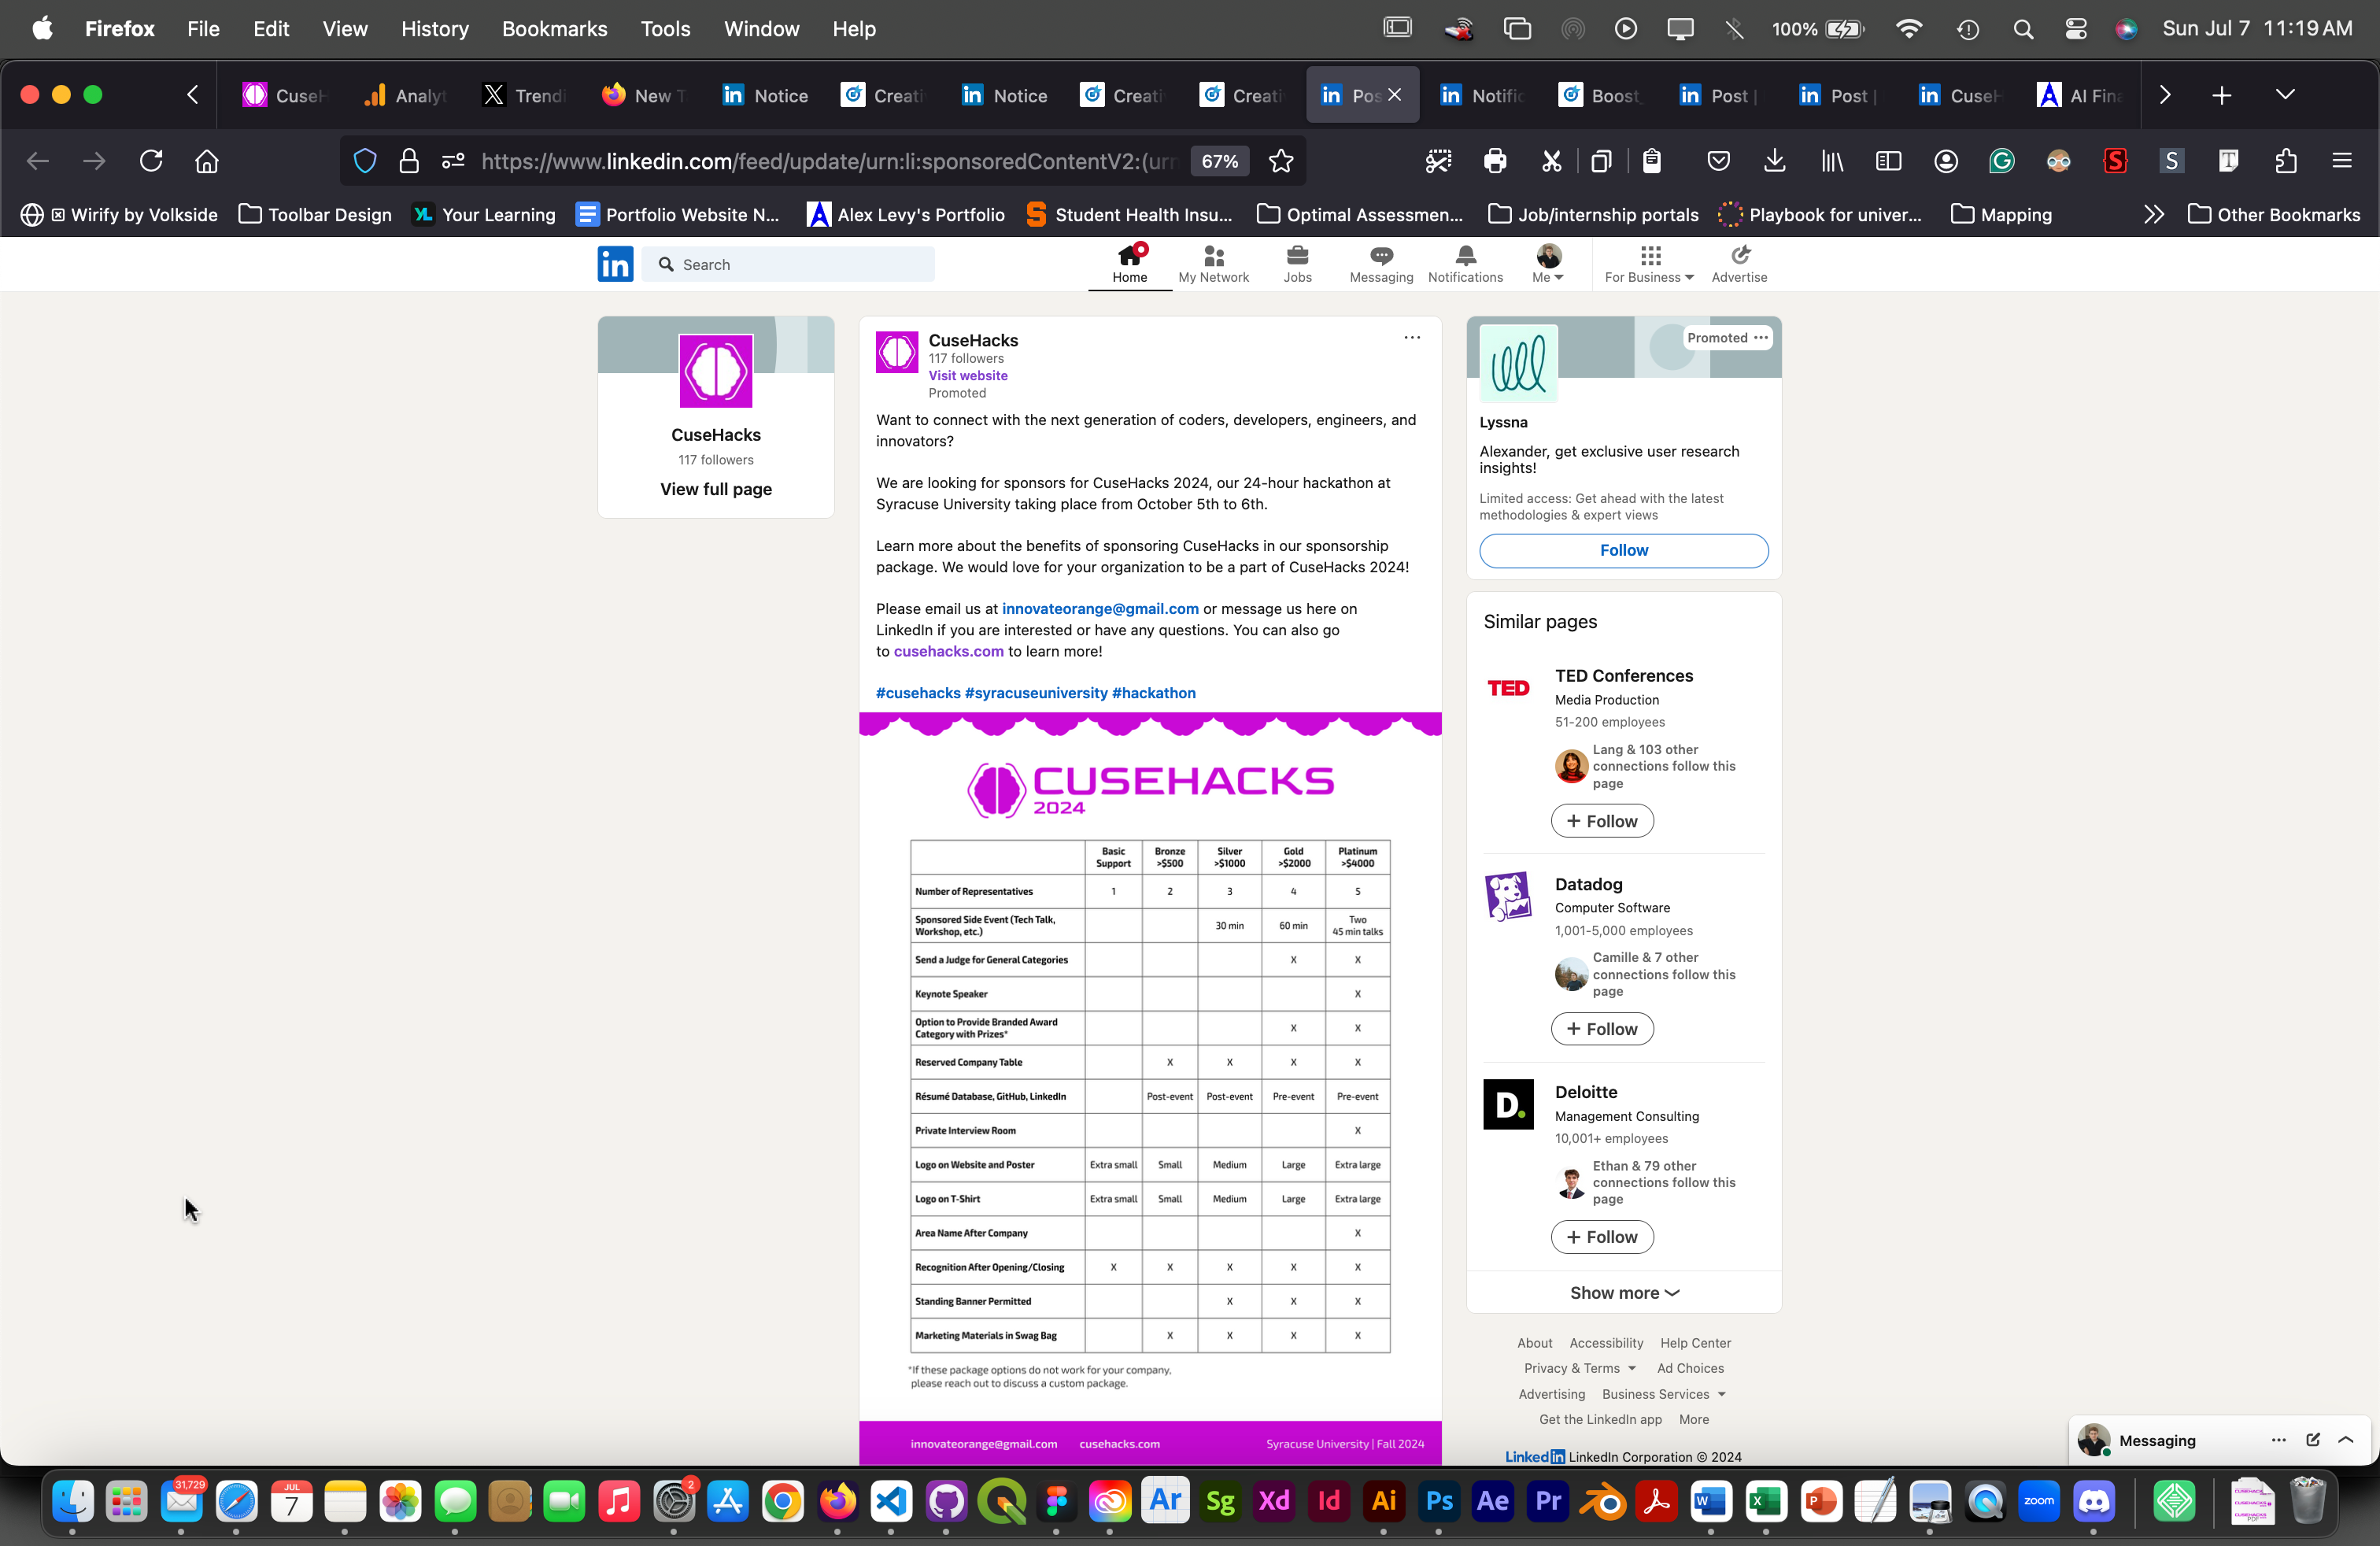 Firefox File Edit View History Bookmarks Tools Window Help 100% Sun Jul 7 11:19 AM
CuseH Analyt Trendi New T Notice Creati Notice Creati Creati Pos Notific Boost_ Post | Post | CuseH AI Fina
https://www.linkedin.com/feed/update/urn:li:sponsoredContentV2:(urn 67%
Wirify by Volkside Toolbar Design Your Learning Portfolio Website N... Alex Levy's Portfolio Student Health Insu... Optimal Assessmen... Job/internship portals Playbook for univer... Mapping Other Bookmarks
in Search Home My Network Jobs Messaging Notifications Me For Business Advertise
CuseHacks
117 followers
View full page
CuseHacks
117 followers
Visit website
Promoted
Want to connect with the next generation of coders, developers, engineers, and
innovators?
We are looking for sponsors for CuseHacks 2024, our 24-hour hackathon at
Syracuse University taking place from October 5th to 6th.
Learn more about the benefits of sponsoring CuseHacks in our sponsorship
package. We would love for your organization to be a part of CuseHacks 2024!
Please email us at innovateorange@gmail.com or message us here on
LinkedIn if you are interested or have any questions. You can also go
to cusehacks.com to learn more!
#cusehacks #syracuseuniversity #hackathon
CUSEHACKS
2024
Basic Support Bronze >$500 Silver >$1000 Gold >$2000 Platinum >$4000
Number of Representatives 1 2 3 4 5
Sponsored Side Event (Tech Talk, Workshop, etc.) 30 min 60 min Two 45 min talks
Send a Judge for General Categories X X
Keynote Speaker X
Option to Provide Branded Award Category with Prizes* X X
Reserved Company Table X X X X
Résumé Database, GitHub, LinkedIn Post-event Post-event Pre-event Pre-event
Private Interview Room X
Logo on Website and Poster Extra small Small Medium Large Extra large
Logo on T-Shirt Extra small Small Medium Large Extra large
Area Name After Company X
Recognition After Opening/Closing X X X X X
Standing Banner Permitted X X X
Marketing Materials in Swag Bag X X X X
*If these package options do not work for your company,
please reach out to discuss a custom package.
innovateorange@gmail.com cusehacks.com Syracuse University | Fall 2024
Promoted
Lyssna
Alexander, get exclusive user research
insights!
Limited access: Get ahead with the latest
methodologies & expert views
Follow
Similar pages
TED
TED Conferences
Media Production
51-200 employees
Lang & 103 other
connections follow this
page
+ Follow
Datadog
Computer Software
1,001-5,000 employees
Camille & 7 other
connections follow this
page
+ Follow
D.
Deloitte
Management Consulting
10,001+ employees
Ethan & 79 other
connections follow this
page
+ Follow
Show more
About Accessibility Help Center
Privacy & Terms Ad Choices
Advertising Business Services
Get the LinkedIn app More
LinkedIn LinkedIn Corporation © 2024
Messaging
31,729 JUL 7 2 Ar Sg Xd Id Ai Ps Ae Pr W X P zoom